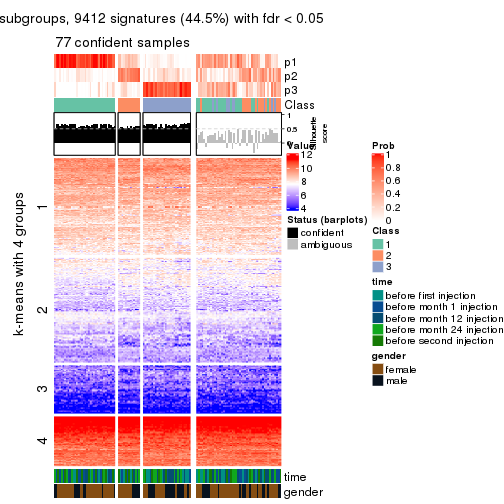 subgroups, 9412 signatures (44.5%) with fdr < 0.05
77 confident samples
p1
p2
p3
Class
1
0.5
0
Silhouette
score
k-means with 4 groups
1
2
3
4
time
gender
Value
12
10
8
6
4
Status (barplots)
confident
ambiguous
Prob
1
0.8
0.6
0.4
0.2
0
Class
1
2
3
time
before first injection
before month 1 injection
before month 12 injection
before month 24 injection
before second injection
gender
female
male